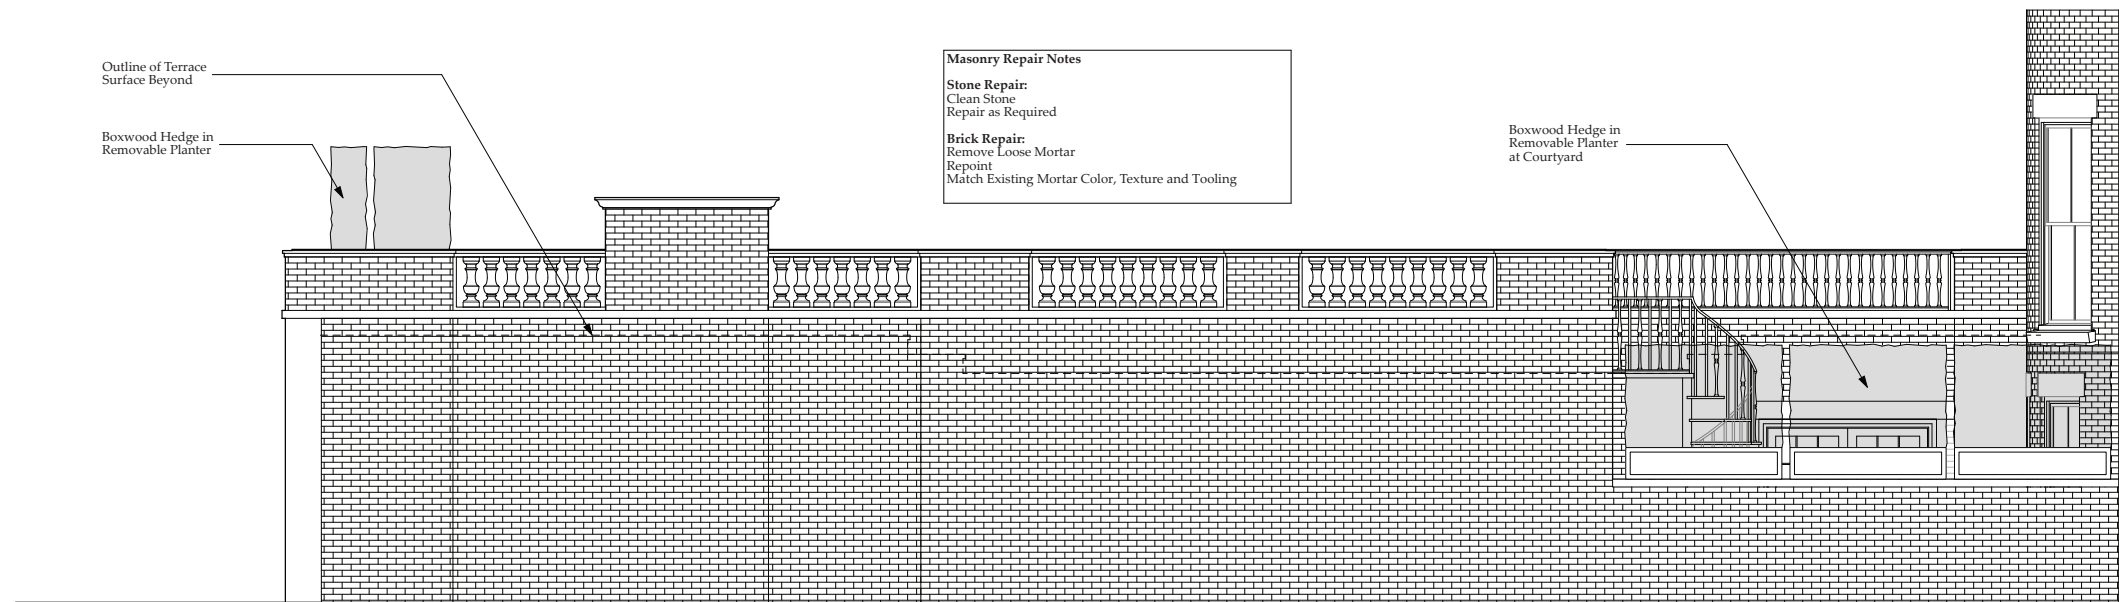 Outline of Terrace
Surface Beyond
Boxwood Hedge in
Removable Planter
Masonry Repair Notes
Stone Repair:
Clean Stone
Repair as Required
Brick Repair:
Remove Loose Mortar
Repoint
Match Existing Mortar Color, Texture and Tooling
Boxwood Hedge in
Removable Planter
at Courtyard